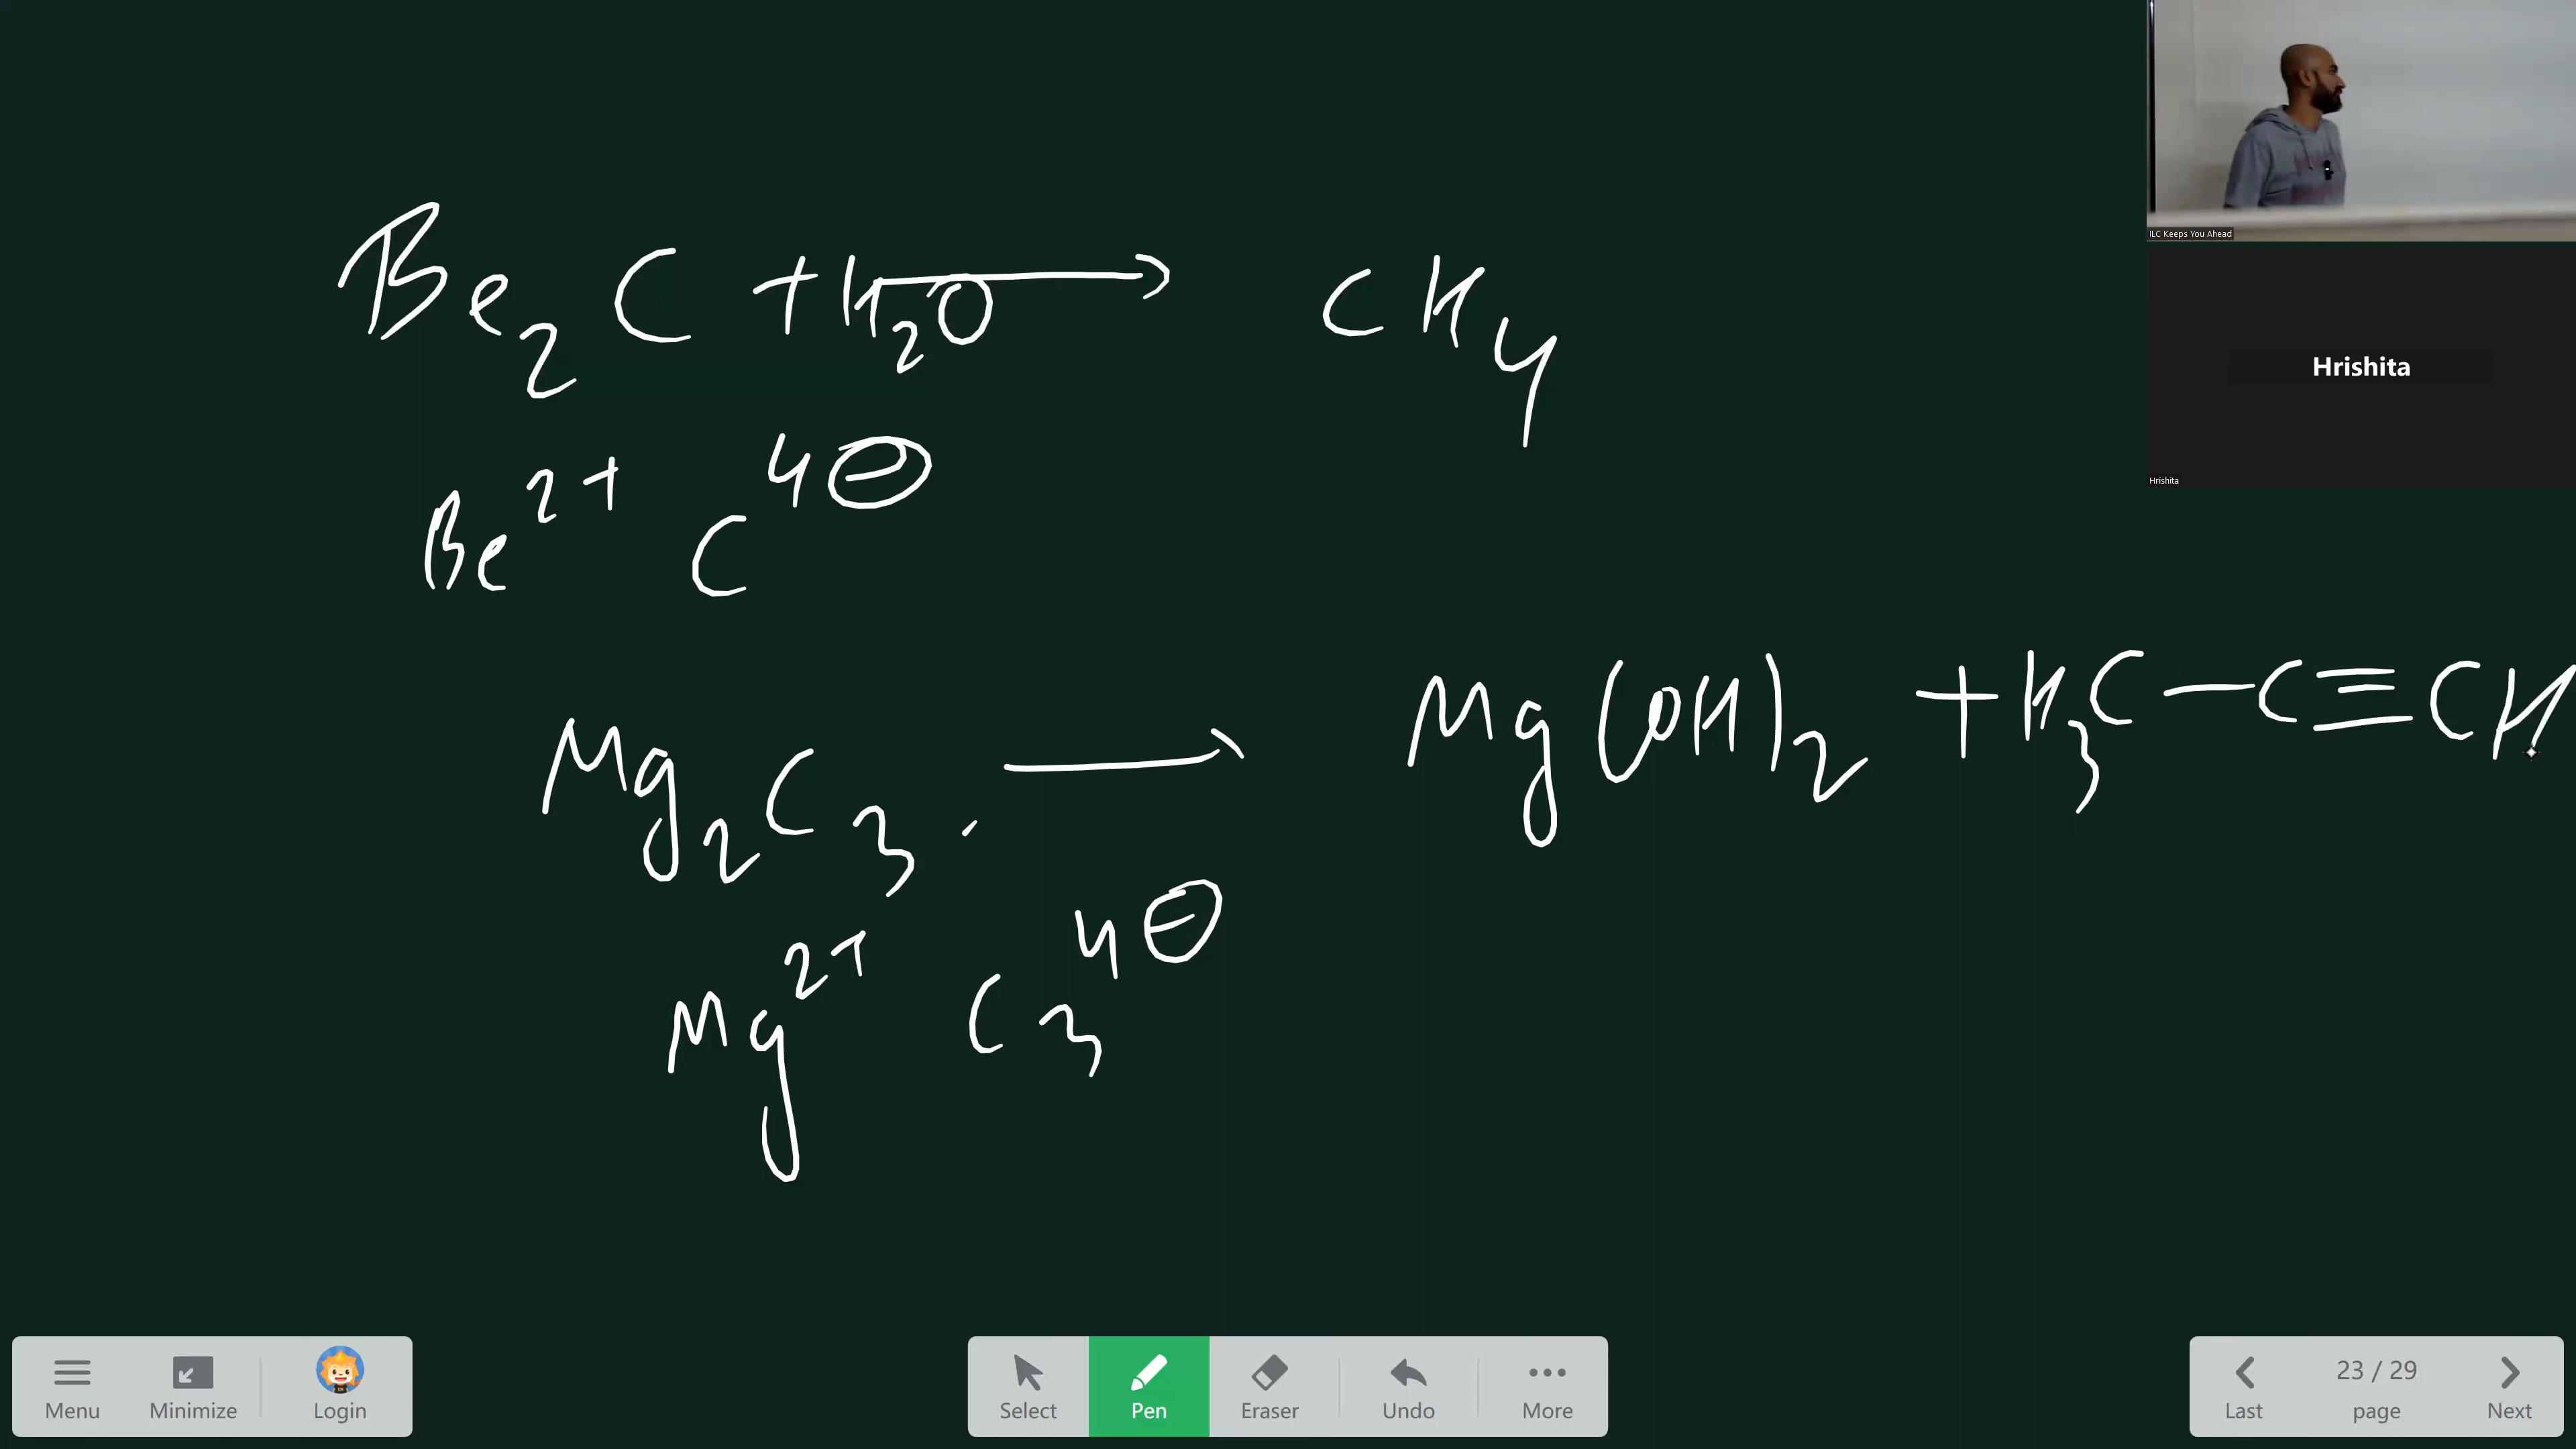 ILC Keeps You Ahead
Be₂C + H₂O → CH₄
Hrishita
Hrishita
Be²⁺ C⁴⊖
Mg₂C₃ → Mg(OH)₂ + H₃C－C≡CH
Mg²⁺ C₃⁴⊖
Menu
Minimize
Login
Select
Pen
Eraser
Undo
More
Last
23 / 29
page
Next